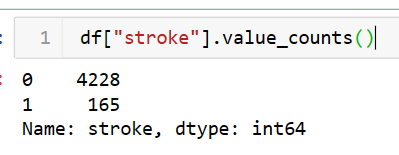 1 df["stroke"].value_counts()
0 4228
1 165
Name: stroke, dtype: int64